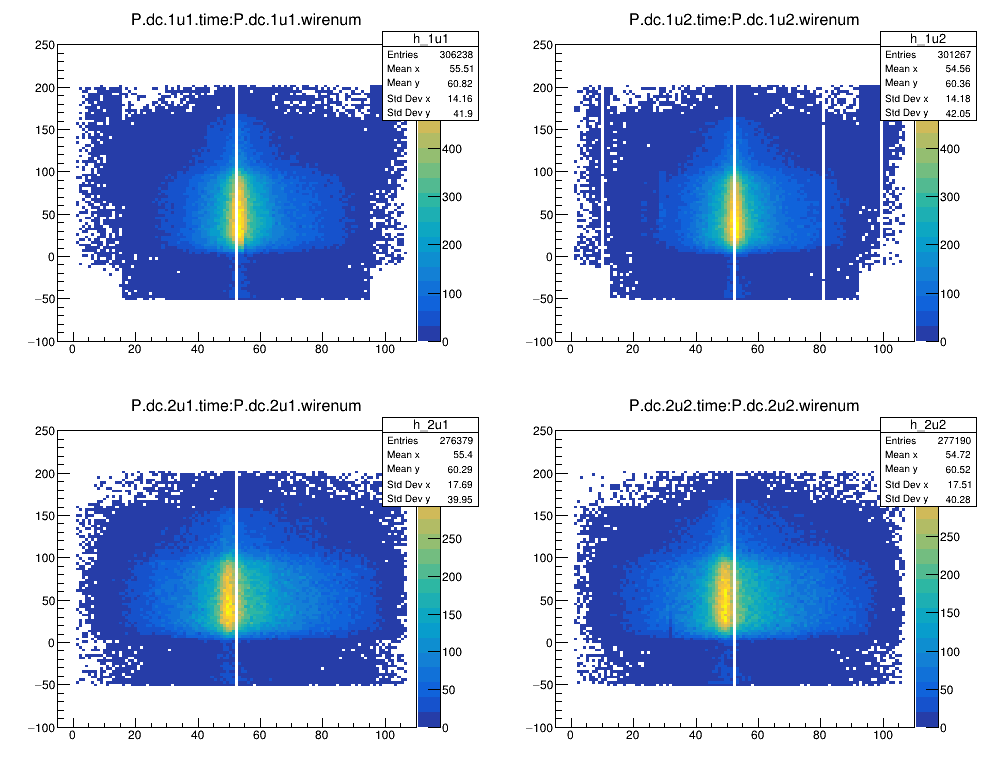 P.dc.1u1.time:P.dc.1u1.wirenum
h_1u1
Entries 306238
Mean x 55.51
Mean y 60.82
Std Dev x 14.16
Std Dev y 41.9
250
200
150
100
50
0
−50
−100
0 20 40 60 80 100
400
300
200
100
0
P.dc.1u2.time:P.dc.1u2.wirenum
h_1u2
Entries 301267
Mean x 54.56
Mean y 60.36
Std Dev x 14.18
Std Dev y 42.05
250
200
150
100
50
0
−50
−100
0 20 40 60 80 100
400
300
200
100
0
P.dc.2u1.time:P.dc.2u1.wirenum
h_2u1
Entries 276379
Mean x 55.4
Mean y 60.29
Std Dev x 17.69
Std Dev y 39.95
250
200
150
100
50
0
−50
−100
0 20 40 60 80 100
250
200
150
100
50
0
P.dc.2u2.time:P.dc.2u2.wirenum
h_2u2
Entries 277190
Mean x 54.72
Mean y 60.52
Std Dev x 17.51
Std Dev y 40.28
250
200
150
100
50
0
−50
−100
0 20 40 60 80 100
250
200
150
100
50
0